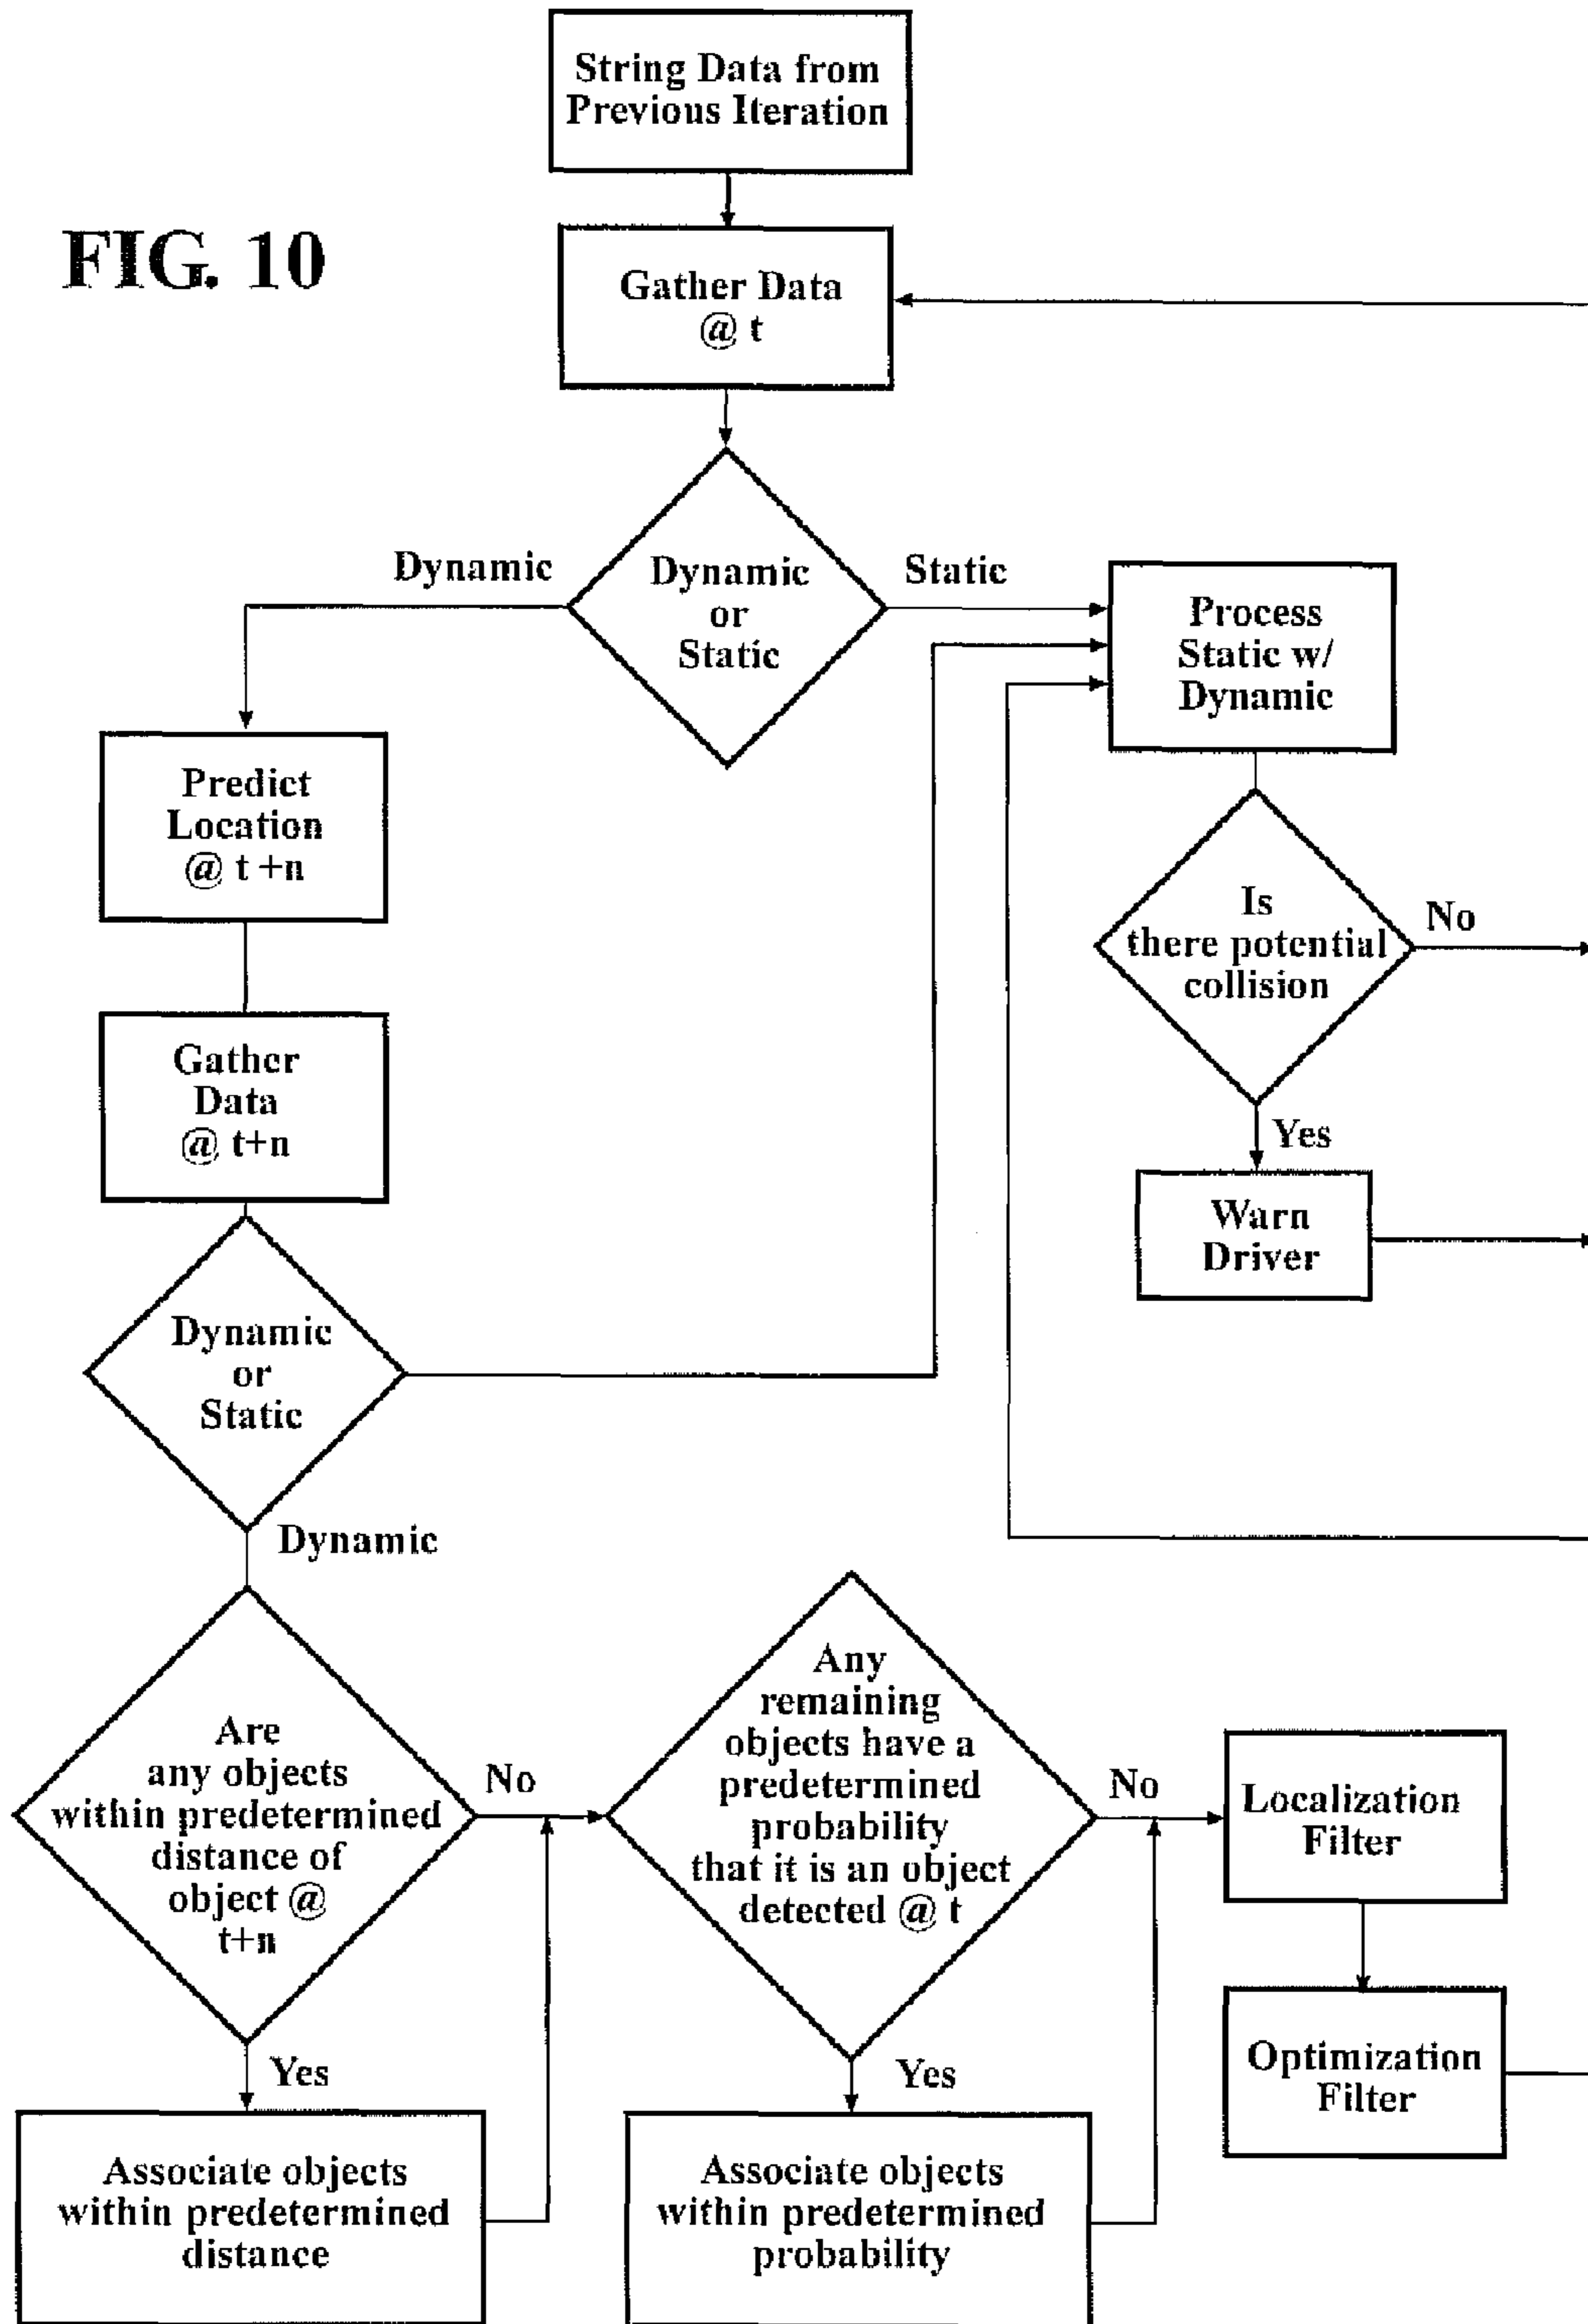 String Data from
Previous Iteration
FIG. 10
Gather Data
@ t
Dynamic
Dynamic
or
Static
Static
Process
Static w/
Dynamic
Predict
Location
@ t +n
Is
there potential
collision
No
Gather
Data
@ t+n
Yes
Warn
Driver
Dynamic
or
Static
Dynamic
Are
any objects
within predetermined
distance of
object @
t+n
No
Any
remaining
objects have a
predetermined
probability
that it is an object
detected @ t
No
Localization
Filter
Yes
Yes
Optimization
Filter
Associate objects
within predetermined
distance
Associate objects
within predetermined
probability